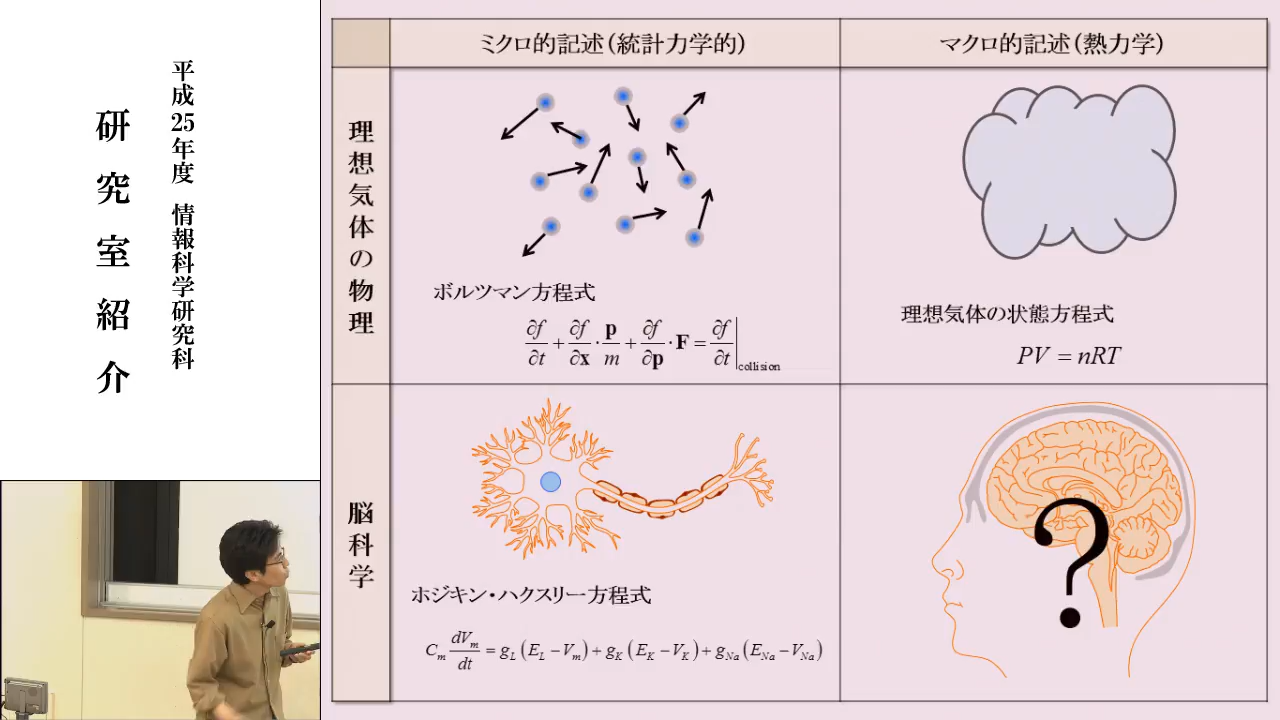 平成25年度 情報科学研究科
研究室紹介
ミクロ的記述(統計力学的)
マクロ的記述(熱力学)
理想気体の物理
ボルツマン方程式
∂f/∂t + ∂f/∂x · p/m + ∂f/∂p · F = ∂f/∂t |collision
理想気体の状態方程式
PV = nRT
脳科学
ホジキン・ハクスリー方程式
C_m dV_m/dt = g_L(E_L − V_m) + g_K(E_K − V_K) + g_Na(E_Na − V_Na)
?